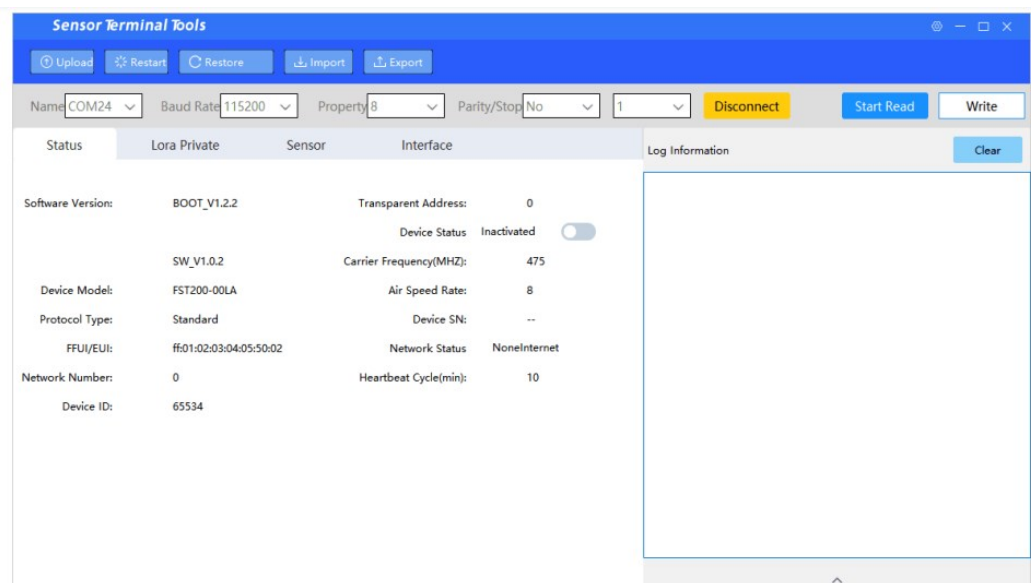 Sensor Terminal Tools
Upload Restart Restore Import Export
Name COM24 Baud Rate 115200 Property 8 Parity/Stop No 1 Disconnect Start Read Write
Status Lora Private Sensor Interface
Log Information Clear
Software Version: BOOT_V1.2.2 Transparent Address: 0
Device Status Inactivated
SW_V1.0.2 Carrier Frequency(MHZ): 475
Device Model: FST200-00LA Air Speed Rate: 8
Protocol Type: Standard Device SN: --
FFUI/EUI: ff:01:02:03:04:05:50:02 Network Status NoneInternet
Network Number: 0 Heartbeat Cycle(min): 10
Device ID: 65534